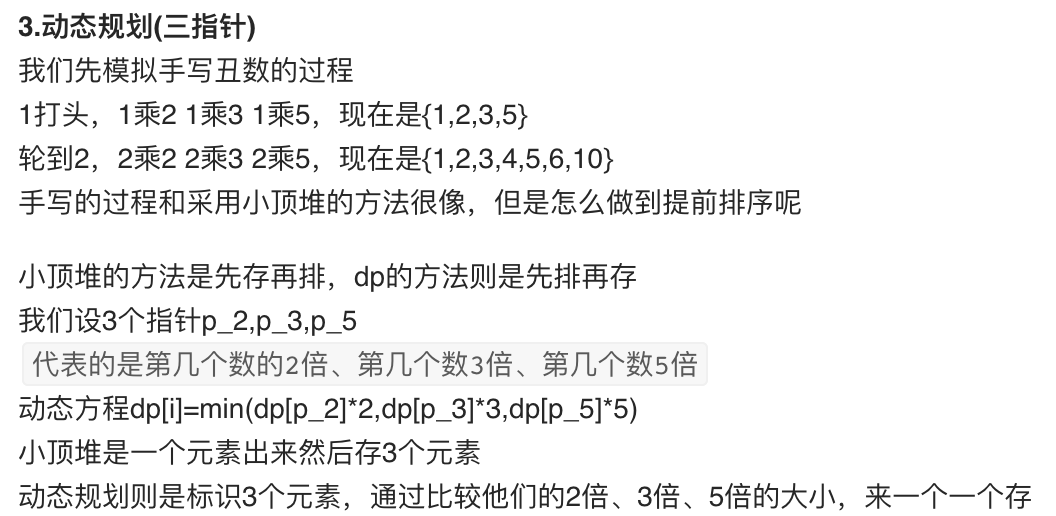 3.动态规划(三指针)
我们先模拟手写丑数的过程
1打头，1乘2 1乘3 1乘5，现在是{1,2,3,5}
轮到2，2乘2 2乘3 2乘5，现在是{1,2,3,4,5,6,10}
手写的过程和采用小顶堆的方法很像，但是怎么做到提前排序呢
小顶堆的方法是先存再排，dp的方法则是先排再存
我们设3个指针p_2,p_3,p_5
代表的是第几个数的2倍、第几个数3倍、第几个数5倍
动态方程dp[i]=min(dp[p_2]*2,dp[p_3]*3,dp[p_5]*5)
小顶堆是一个元素出来然后存3个元素
动态规划则是标识3个元素，通过比较他们的2倍、3倍、5倍的大小，来一个一个存